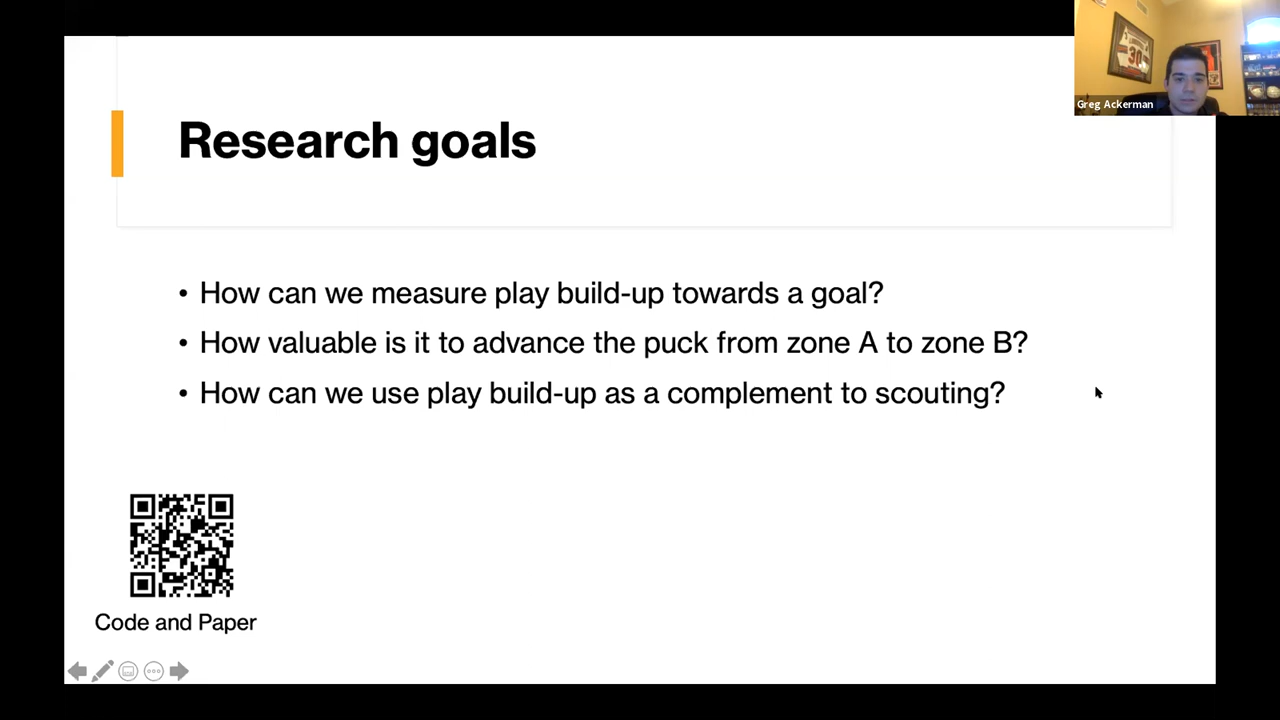 Greg Ackerman
30
Research goals
• How can we measure play build-up towards a goal?
• How valuable is it to advance the puck from zone A to zone B?
• How can we use play build-up as a complement to scouting?
Code and Paper